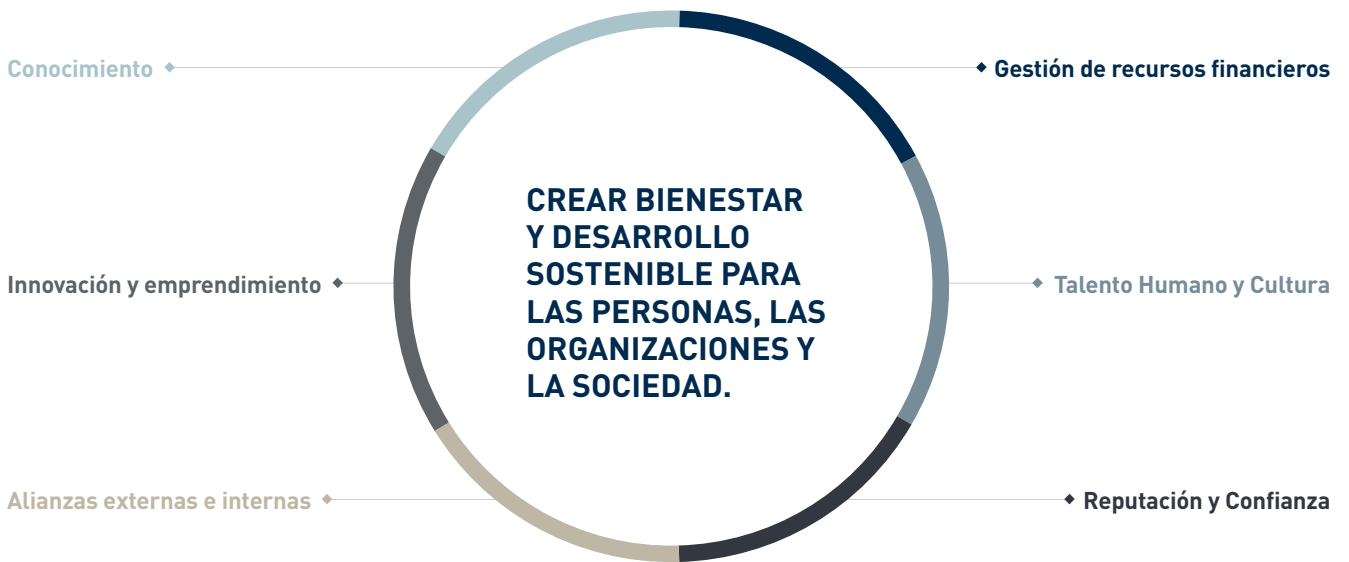 Conocimiento
Gestión de recursos financieros
CREAR BIENESTAR
Y DESARROLLO
SOSTENIBLE PARA
LAS PERSONAS, LAS
ORGANIZACIONES Y
LA SOCIEDAD.
Innovación y emprendimiento
Talento Humano y Cultura
Alianzas externas e internas
Reputación y Confianza